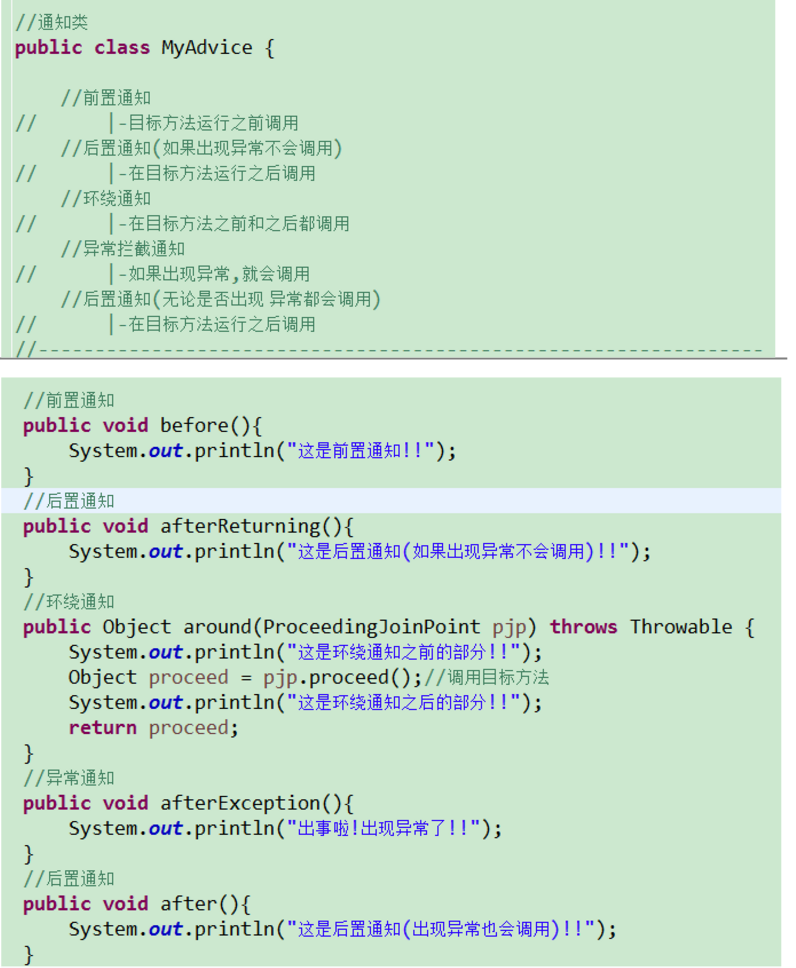 //通知类
public class MyAdvice {
//前置通知
// |-目标方法运行之前调用
//后置通知(如果出现异常不会调用)
// |-在目标方法运行之后调用
//环绕通知
// |-在目标方法之前和之后都调用
//异常拦截通知
// |-如果出现异常,就会调用
//后置通知(无论是否出现 异常都会调用)
// |-在目标方法运行之后调用
//----------------------------------------------------------------
//前置通知
public void before(){
System.out.println("这是前置通知!!");
}
//后置通知
public void afterReturning(){
System.out.println("这是后置通知(如果出现异常不会调用)!!");
}
//环绕通知
public Object around(ProceedingJoinPoint pjp) throws Throwable {
System.out.println("这是环绕通知之前的部分!!");
Object proceed = pjp.proceed();//调用目标方法
System.out.println("这是环绕通知之后的部分!!");
return proceed;
}
//异常通知
public void afterException(){
System.out.println("出事啦!出现异常了!!");
}
//后置通知
public void after(){
System.out.println("这是后置通知(出现异常也会调用)!!");
}